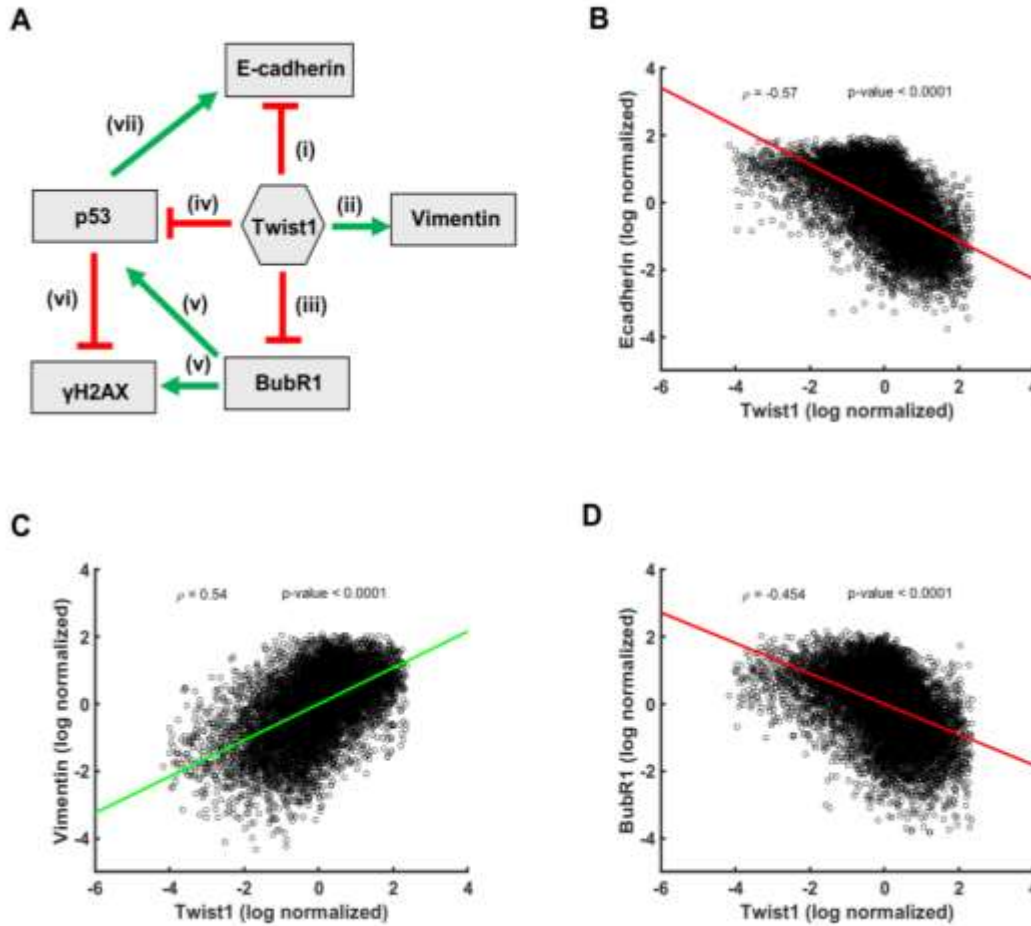 A
E-cadherin
(vii)
(i)
p53
(iv)
Twist1
(ii)
Vimentin
(vi)
(v)
(iii)
(v)
γH2AX
BubR1
B
ρ = -0.57 p-value < 0.0001
4
2
0
-2
-4
Ecadherin (log normalized)
-6 -4 -2 0 2 4
Twist1 (log normalized)
C
ρ = 0.54 p-value < 0.0001
4
2
0
-2
-4
Vimentin (log normalized)
-6 -4 -2 0 2 4
Twist1 (log normalized)
D
ρ = -0.454 p-value < 0.0001
4
2
0
-2
-4
BubR1 (log normalized)
-6 -4 -2 0 2 4
Twist1 (log normalized)